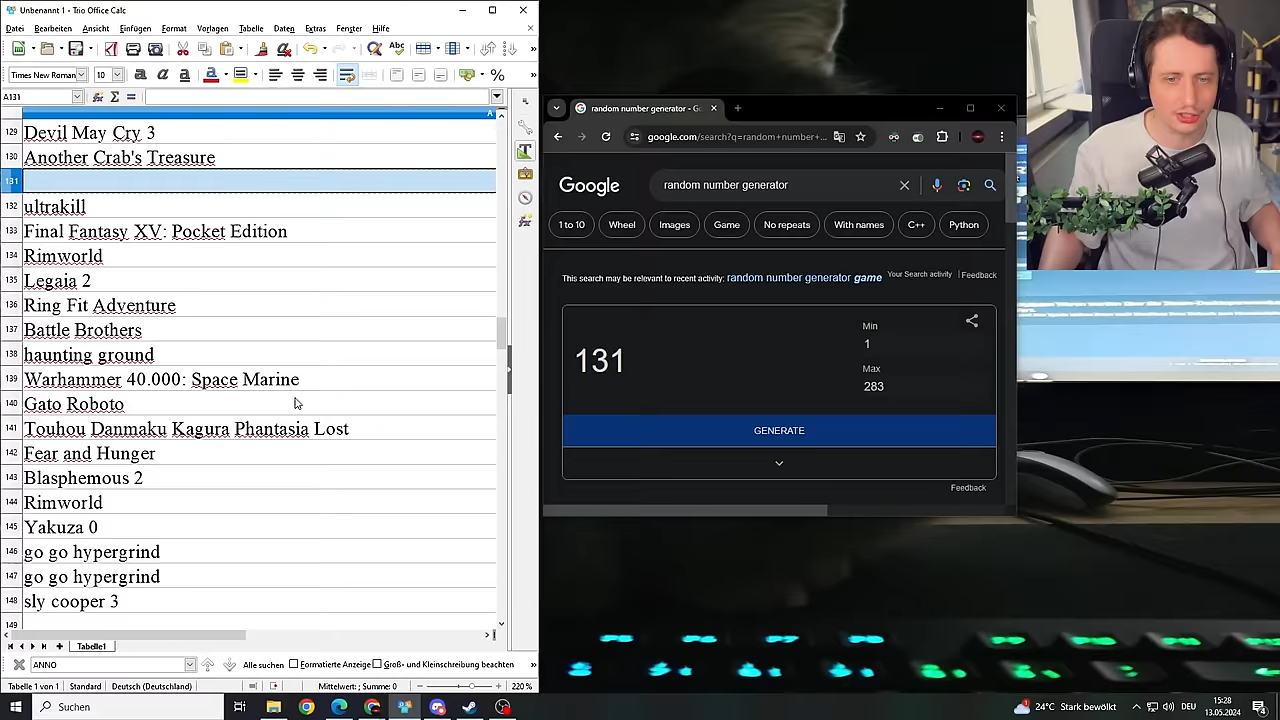 Unbenannt 1 - Trio Office Calc
Datei Bearbeiten Ansicht Einfügen Format Vorlagen Tabelle Daten Extras Fenster Hilfe
Times New Roman 10
A131
A
129 Devil May Cry 3
130 Another Crab's Treasure
131
132 ultrakill
133 Final Fantasy XV: Pocket Edition
134 Rimworld
135 Legaia 2
136 Ring Fit Adventure
137 Battle Brothers
138 haunting ground
139 Warhammer 40.000: Space Marine
140 Gato Roboto
141 Touhou Danmaku Kagura Phantasia Lost
142 Fear and Hunger
143 Blasphemous 2
144 Rimworld
145 Yakuza 0
146 go go hypergrind
147 go go hypergrind
148 sly cooper 3
149
Tabelle1
ANNO Alle suchen Formatierte Anzeige Groß- und Kleinschreibung beachten
Tabelle 1 von 1 Standard Deutsch (Deutschland) Mittelwert: ; Summe: 0 220 %
random number generator - Go
google.com/search?q=random+number+...
Google random number generator
1 to 10 Wheel Images Game No repeats With names C++ Python
This search may be relevant to recent activity: random number generator game Your Search activity Feedback
Min
1
131
Max
283
GENERATE
Feedback
Suchen
24°C Stark bewölkt DEU 15:28
13.05.2024